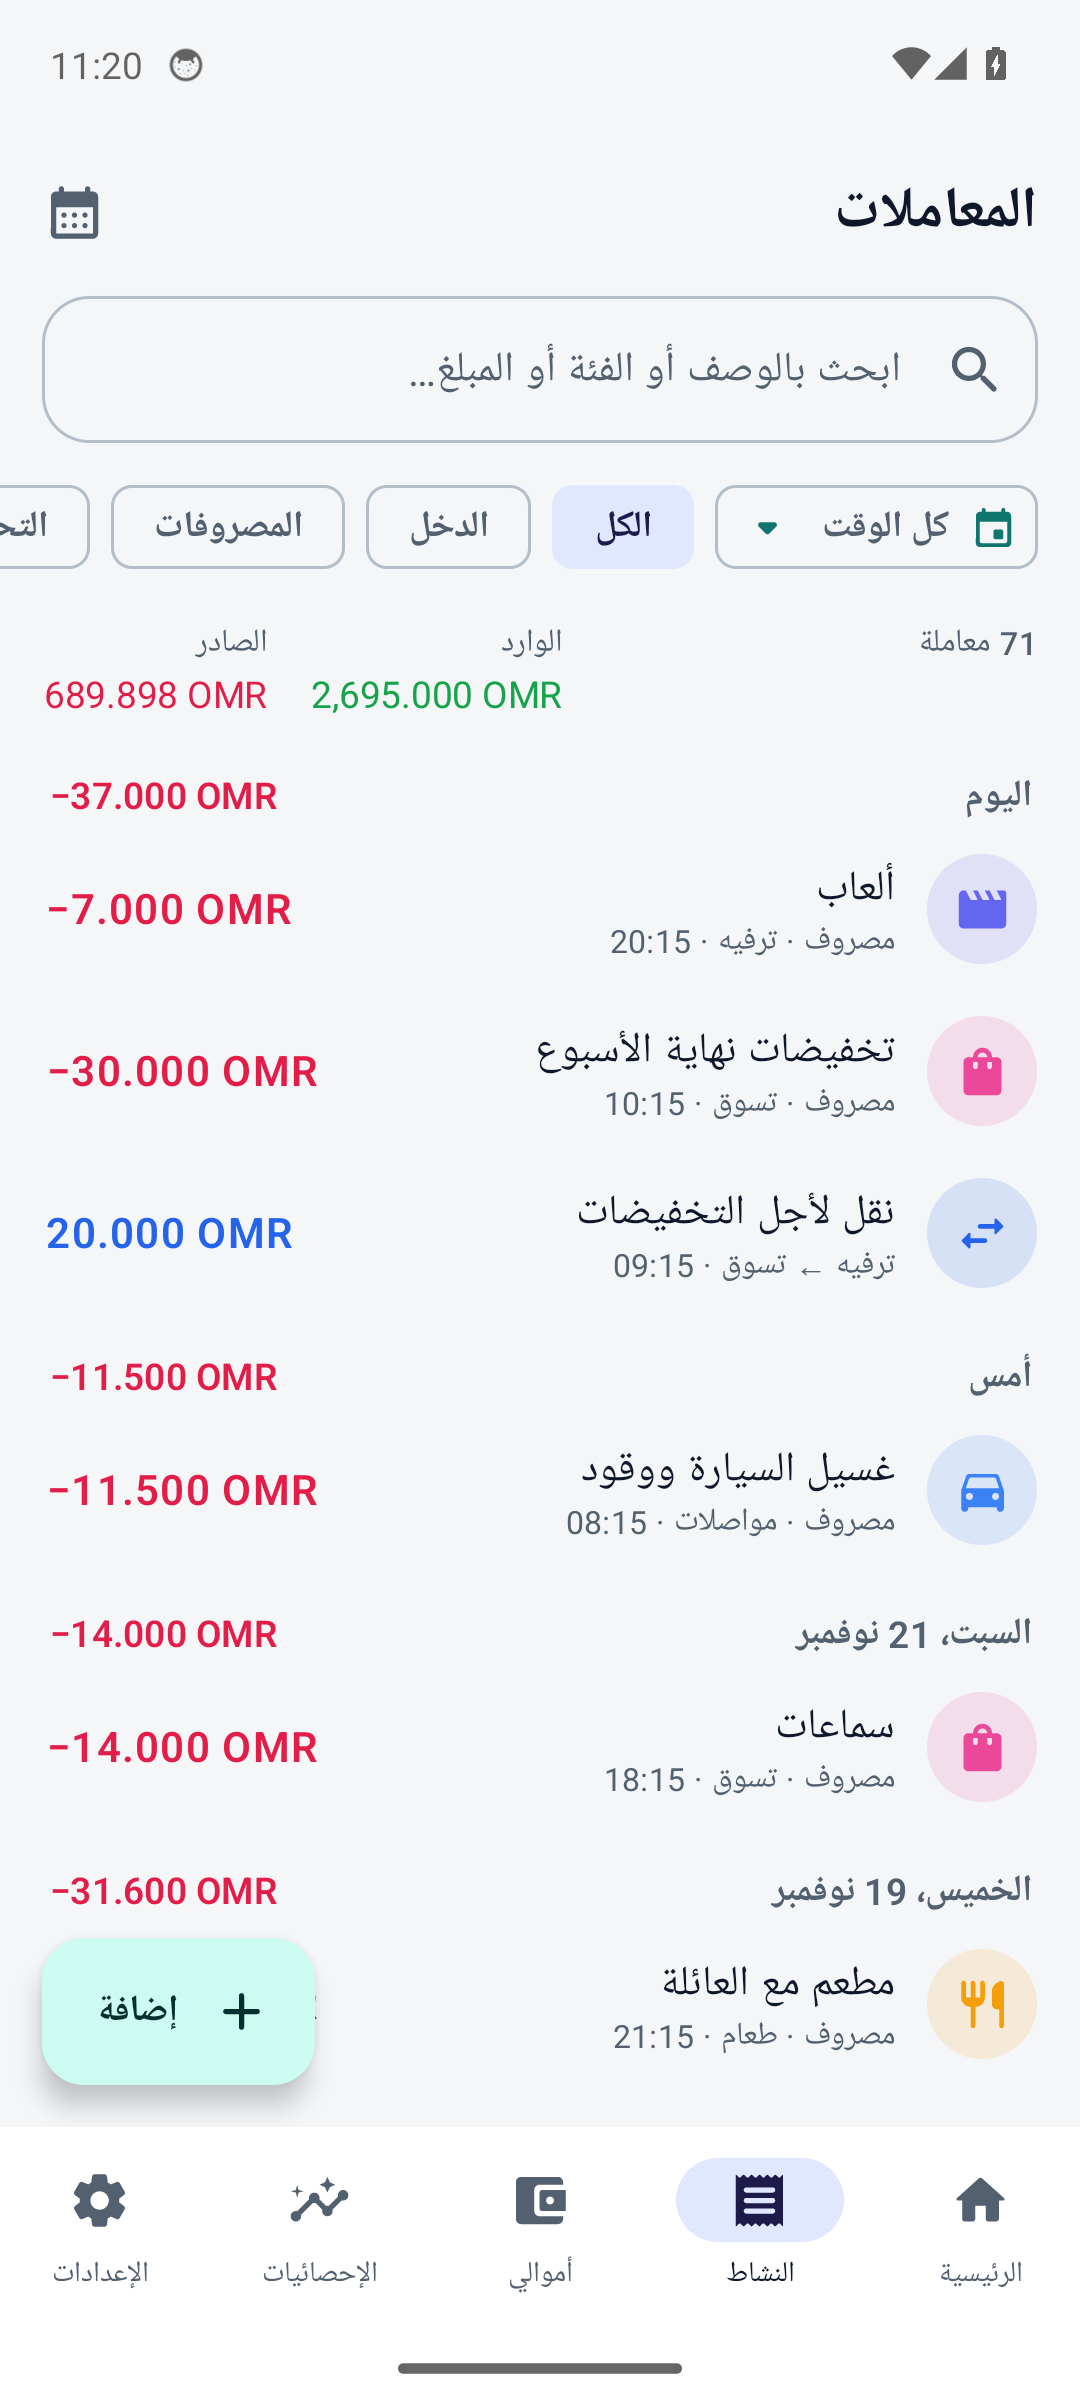 11:20
المعاملات
ابحث بالوصف أو الفئة أو المبلغ...
كل الوقت
الكل
الدخل
المصروفات
71 معاملة
الوارد
2,695.000 OMR
الصادر
689.898 OMR
اليوم
−37.000 OMR
ألعاب
مصروف · ترفيه · 20:15
−7.000 OMR
تخفيضات نهاية الأسبوع
مصروف · تسوق · 10:15
−30.000 OMR
نقل لأجل التخفيضات
ترفيه ← تسوق · 09:15
20.000 OMR
أمس
−11.500 OMR
غسيل السيارة ووقود
مصروف · مواصلات · 08:15
−11.500 OMR
السبت، 21 نوفمبر
−14.000 OMR
سماعات
مصروف · تسوق · 18:15
−14.000 OMR
الخميس، 19 نوفمبر
−31.600 OMR
مطعم مع العائلة
مصروف · طعام · 21:15
إضافة
الرئيسية
النشاط
أموالي
الإحصائيات
الإعدادات